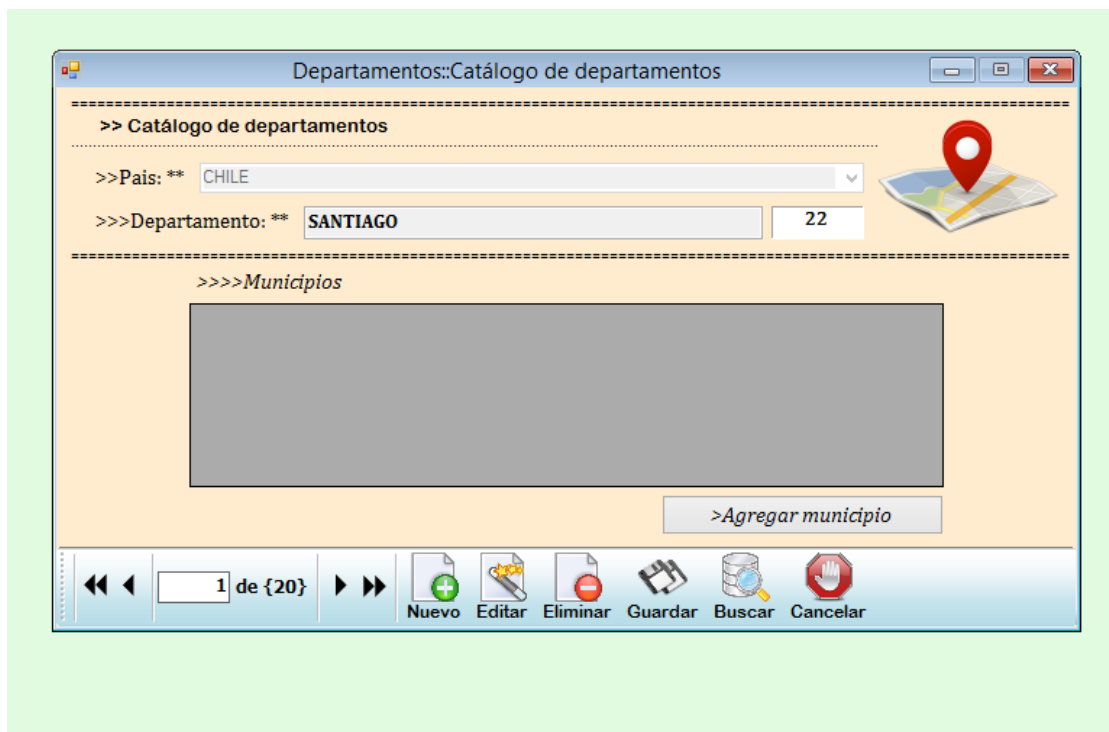 Departamentos::Catálogo de departamentos
>> Catálogo de departamentos
>>Pais: ** CHILE
>>>Departamento: ** SANTIAGO 22
>>>>Municipios
>Agregar municipio
1 de {20}
Nuevo Editar Eliminar Guardar Buscar Cancelar